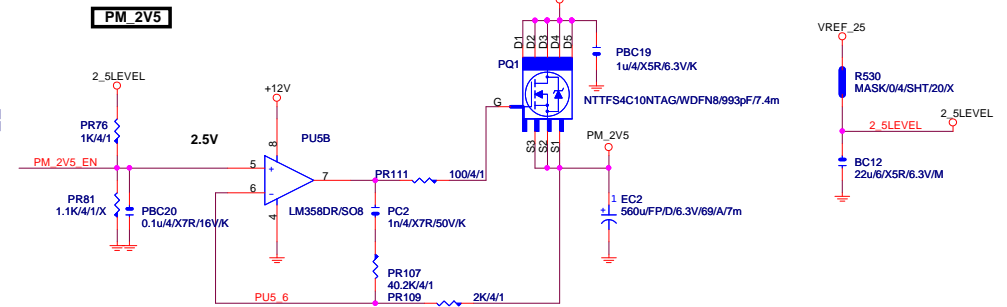 PM_2V5
2_5LEVEL
PR76
1K/4/1
PM_2V5_EN
PR81
1.1K/4/1/X
PBC20
0.1u/4/X7R/16V/K
2.5V
+12V
8
PU5B
5
+
6
-
7
4
LM358DR/SO8
PR111
100/4/1
PC2
1n/4/X7R/50V/K
PR107
40.2K/4/1
PR109
2K/4/1
PU5_6
D1
D2
D3
D4
D5
PQ1
G
S3
S2
S1
NTTFS4C10NTAG/WDFN8/993pF/7.4m
PBC19
1u/4/X5R/6.3V/K
PM_2V5
1
+
EC2
560u/FP/D/6.3V/69/A/7m
VREF_25
R530
MASK/0/4/SHT/20/X
2_5LEVEL
2_5LEVEL
BC12
22u/6/X5R/6.3V/M